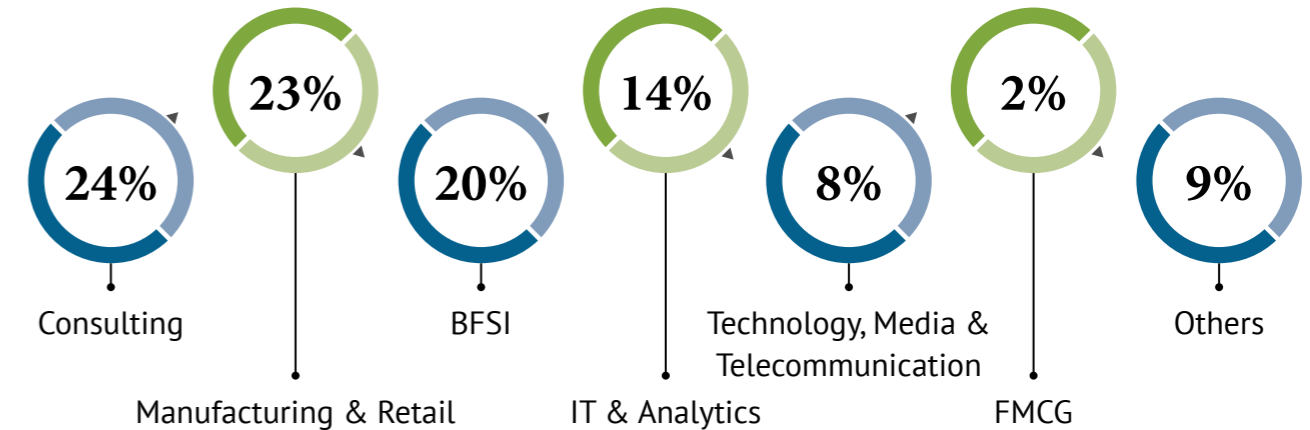 24%
Consulting
23%
Manufacturing & Retail
20%
BFSI
14%
IT & Analytics
8%
Technology, Media &
Telecommunication
2%
FMCG
9%
Others